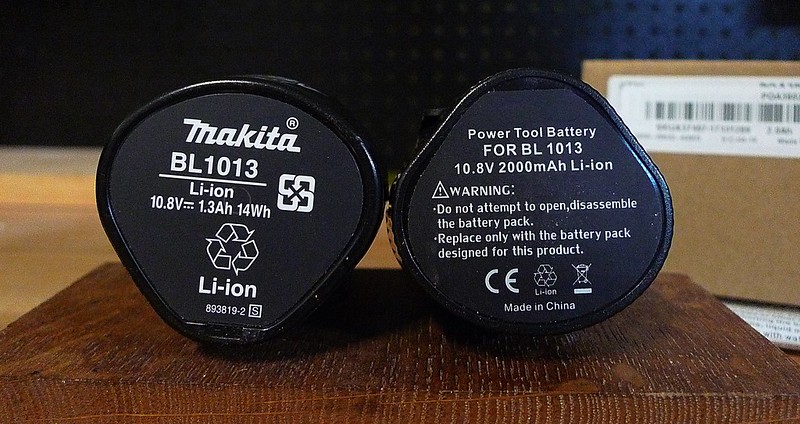 Makita®
BL1013
Li-ion
10.8V⎓ 1.3Ah 14Wh
Li-ion
893819-2 S
Power Tool Battery
FOR BL 1013
10.8V 2000mAh Li-ion
⚠WARNING:
·Do not attempt to open,disassemble
the battery pack.
·Replace only with the battery pack
designed for this product.
CE
Li-ion
Made in China
2.0Ah